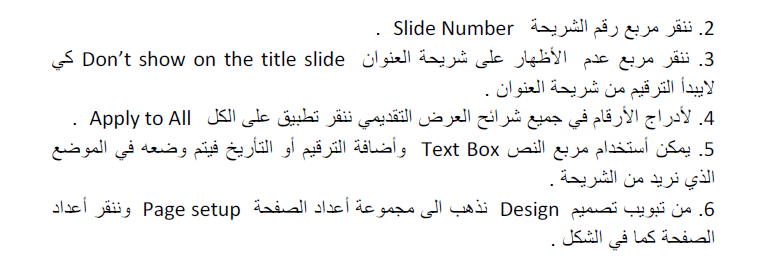 2. ننقر مربع رقم الشريحة Slide Number .
3. ننقر مربع عدم الأظهار على شريحة العنوان Don’t show on the title slide كي
لايبدأ الترقيم من شريحة العنوان .
4. لأدراج الأرقام في جميع شرائح العرض التقديمي ننقر تطبيق على الكل Apply to All .
5. يمكن أستخدام مربع النص Text Box وأضافة الترقيم أو التأريخ فيتم وضعه في الموضع
الذي نريد من الشريحة .
6. من تبويب تصميم Design نذهب الى مجموعة أعداد الصفحة Page setup وننقر أعداد
الصفحة كما في الشكل .